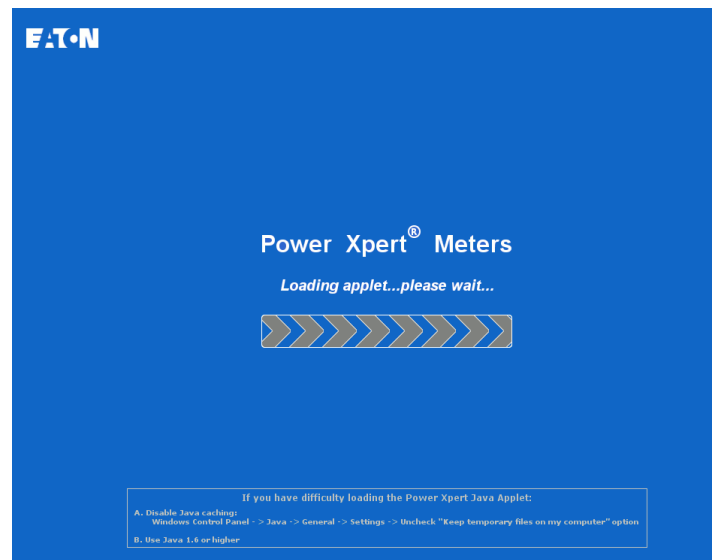 EATON
Power Xpert® Meters
Loading applet...please wait...
If you have difficulty loading the Power Xpert Java Applet:
A. Disable Java caching:
Windows Control Panel - > Java -> General -> Settings -> Uncheck "Keep temporary files on my computer" option
B. Use Java 1.6 or higher